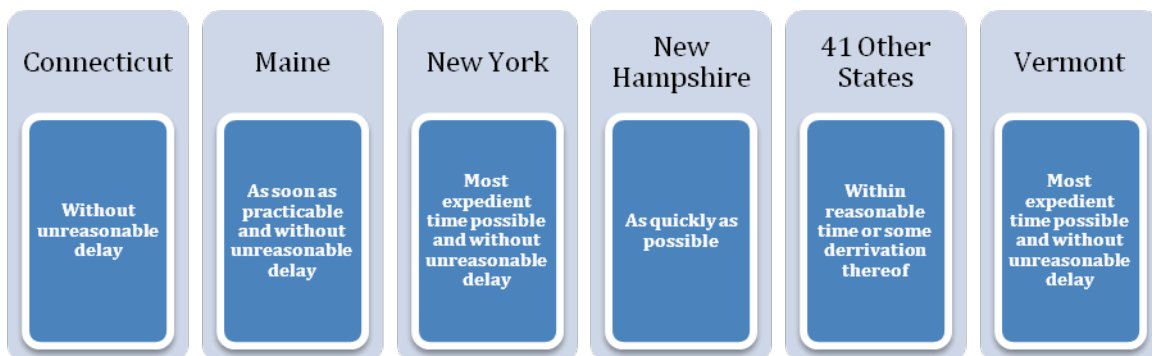 Connecticut
Without
unreasonable
delay
Maine
As soon as
practicable
and without
unreasonable
delay
New York
Most
expedient
time possible
and without
unreasonable
delay
New
Hampshire
As quickly as
possible
41 Other
States
Within
reasonable
time or some
derrivation
thereof
Vermont
Most
expedient
time possible
and without
unreasonable
delay